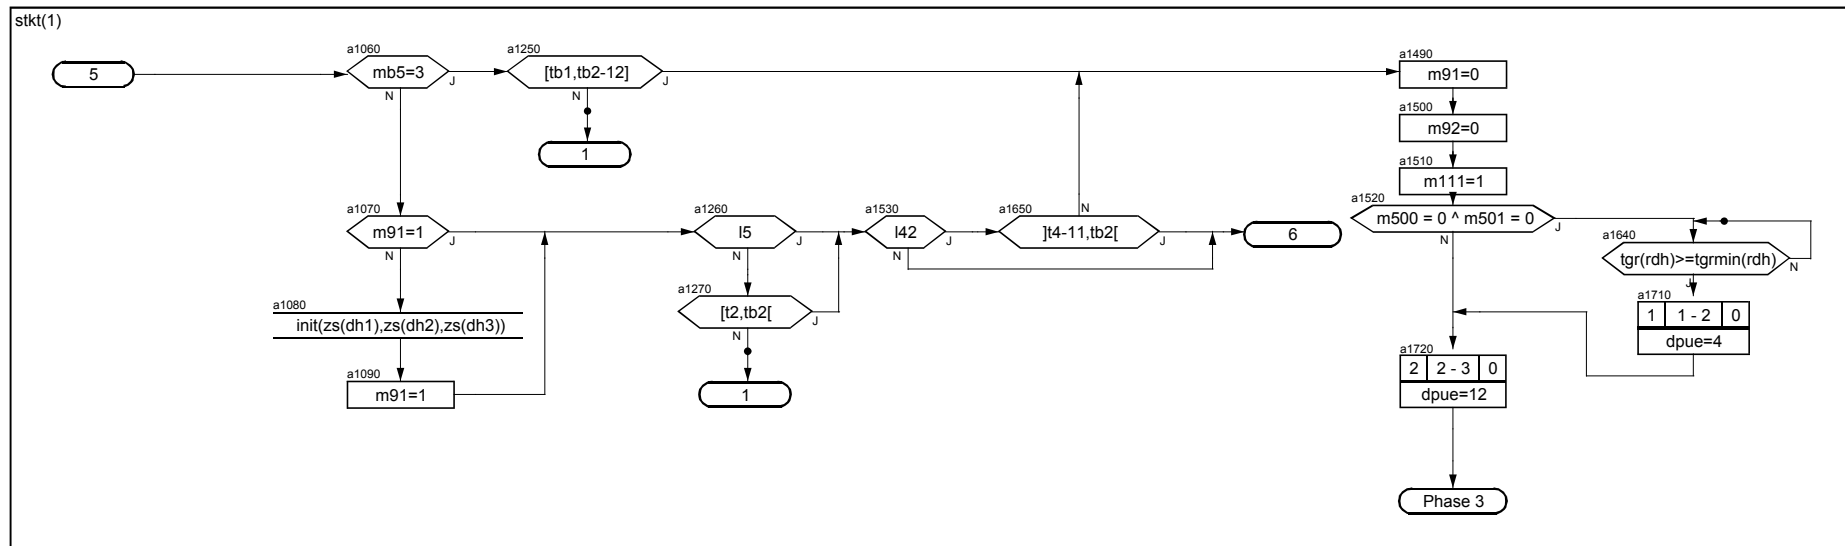 stkt(1)
5
a1060
mb5=3
J
N
a1250
[tb1,tb2-12]
J
N
1
a1490
m91=0
a1500
m92=0
a1510
m111=1
a1520
m500 = 0 ^ m501 = 0
J
N
a1070
m91=1
J
N
a1260
l5
J
N
a1530
l42
J
N
a1650
]t4-11,tb2[
N
J
6
a1640
tgr(rdh)>=tgrmin(rdh)
N
J
a1080
init(zs(dh1),zs(dh2),zs(dh3))
a1270
[t2,tb2[
J
N
a1710
1 1 - 2 0
dpue=4
a1090
m91=1
1
a1720
2 2 - 3 0
dpue=12
Phase 3